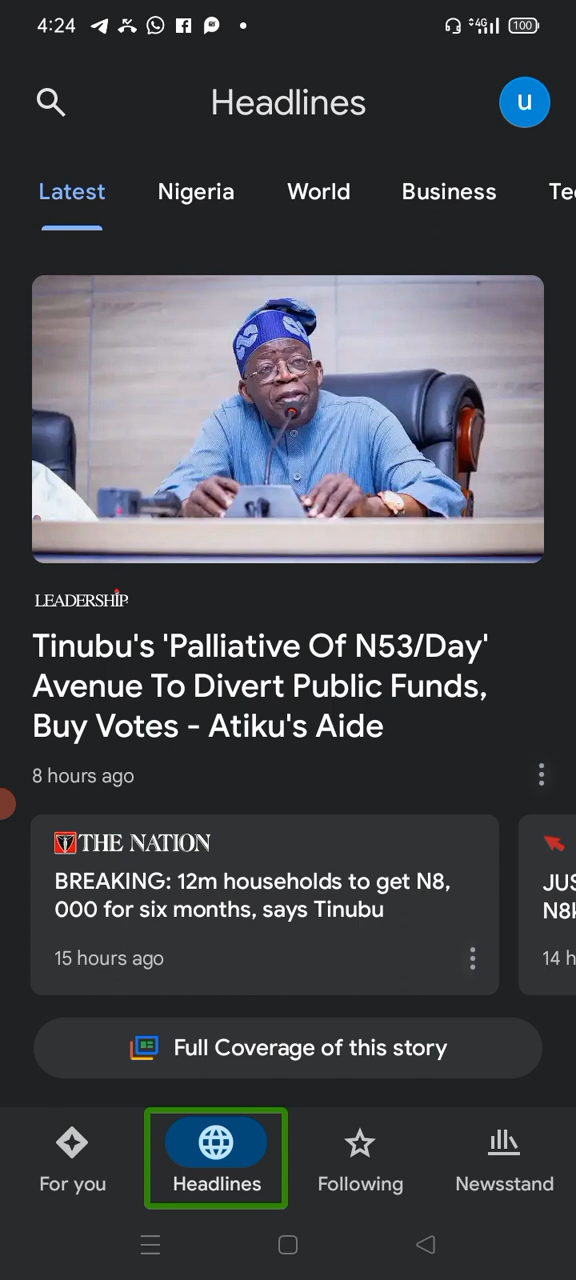 4:24
4G
100
Headlines
u
Latest
Nigeria
World
Business
LEADERSHIP
Tinubu's 'Palliative Of N53/Day'
Avenue To Divert Public Funds,
Buy Votes - Atiku's Aide
8 hours ago
THE NATION
BREAKING: 12m households to get N8,
000 for six months, says Tinubu
15 hours ago
14 h
Full Coverage of this story
For you
Headlines
Following
Newsstand